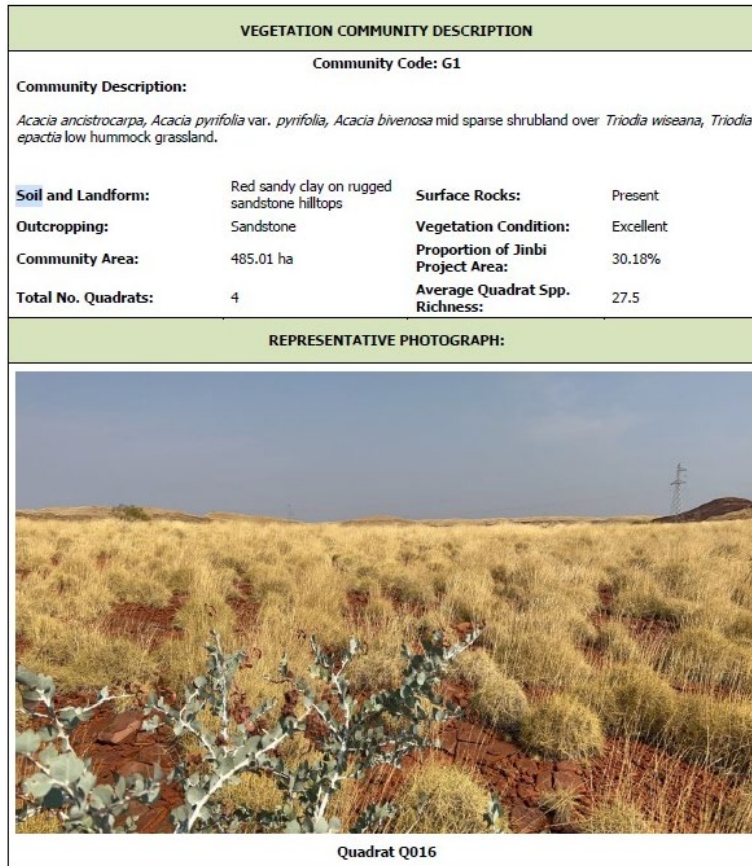 VEGETATION COMMUNITY DESCRIPTION
Community Code: G1
Community Description:
Acacia ancistrocarpa, Acacia pyrifolia var. pyrifolia, Acacia bivenosa mid sparse shrubland over Triodia wiseana, Triodia
epactia low hummock grassland.
Soil and Landform:
Red sandy clay on rugged
sandstone hilltops
Surface Rocks:
Present
Outcropping:
Sandstone
Vegetation Condition:
Excellent
Community Area:
485.01 ha
Proportion of Jinbi
Project Area:
30.18%
Total No. Quadrats:
4
Average Quadrat Spp.
Richness:
27.5
REPRESENTATIVE PHOTOGRAPH:
Quadrat Q016